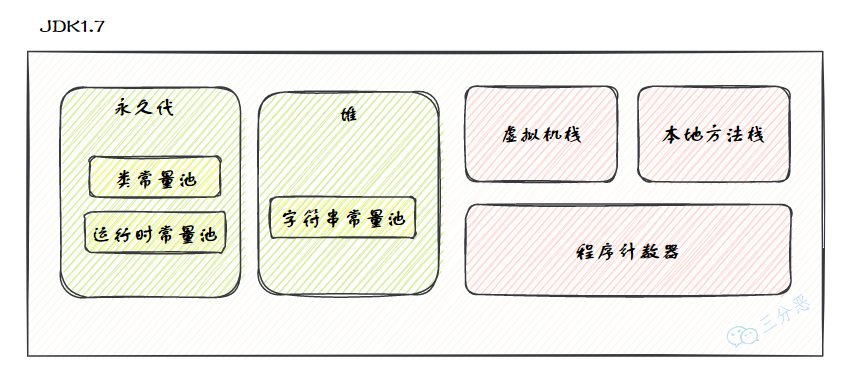 JDK1.7
永久代
类常量池
运行时常量池
堆
字符串常量池
虚拟机栈
本地方法栈
程序计数器
三分恶